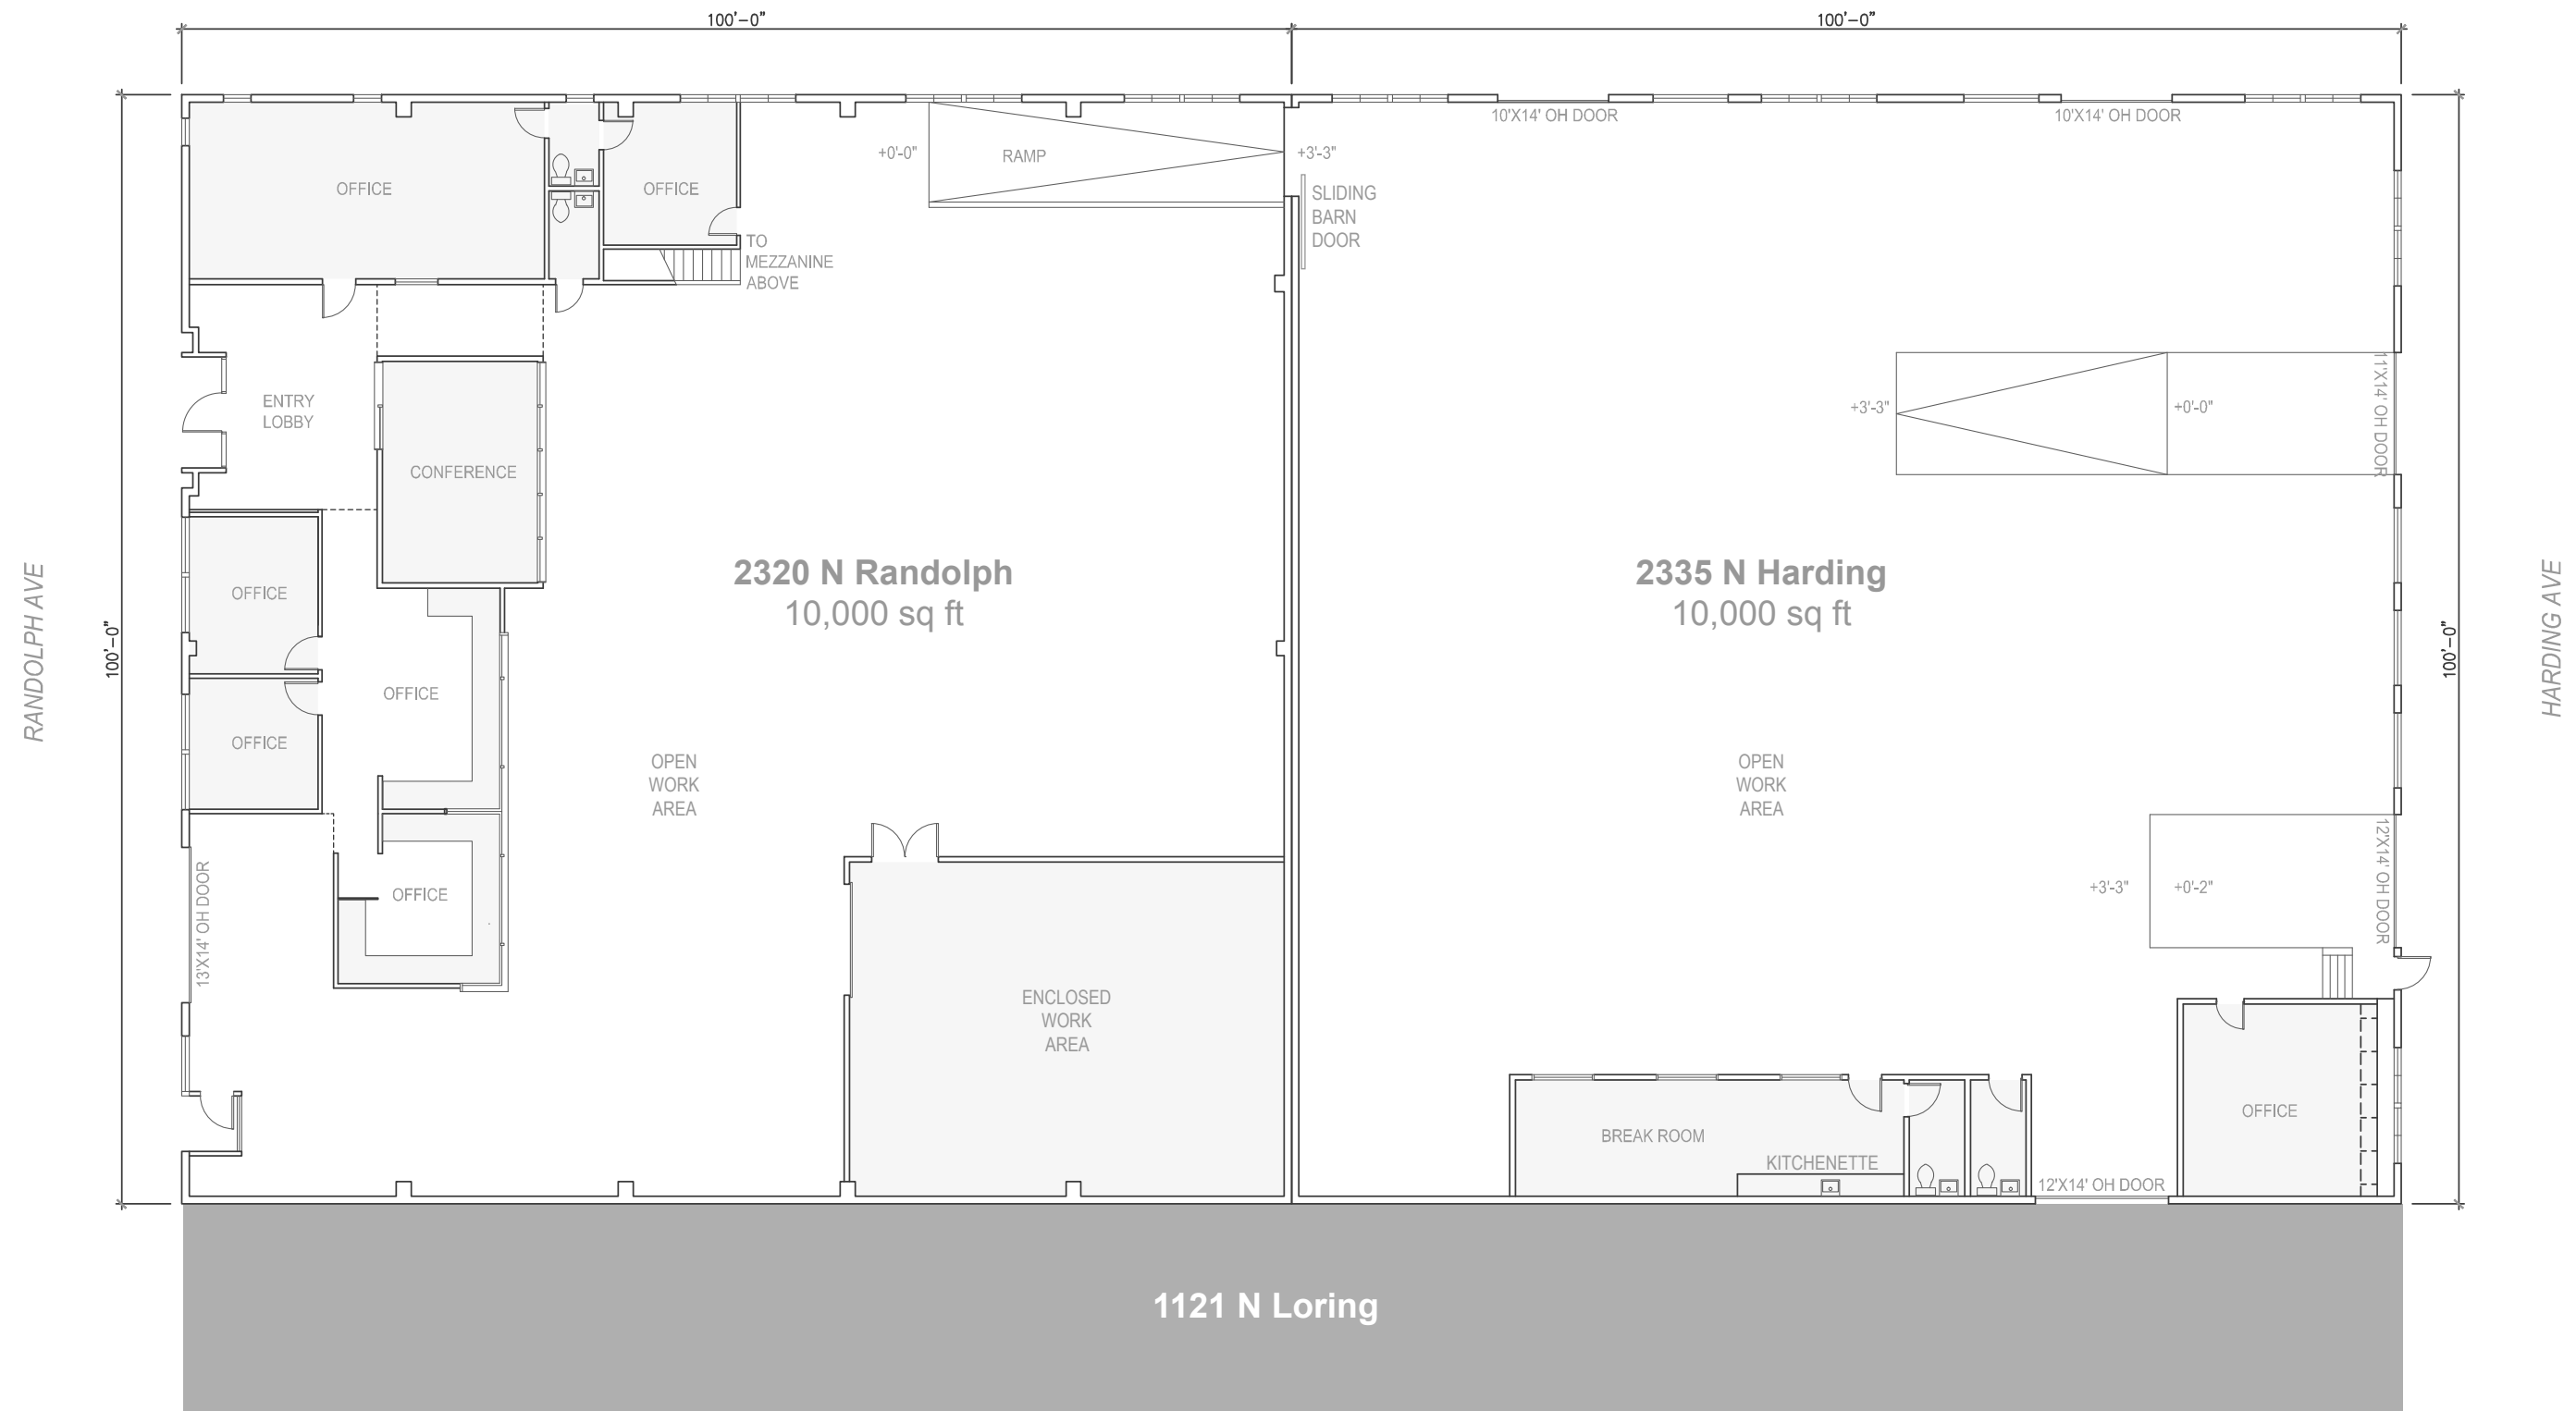 100'-0"
100'-0"
10'X14' OH DOOR
10'X14' OH DOOR
+0'-0"
RAMP
+3'-3"
OFFICE
OFFICE
SLIDING
BARN
DOOR
TO
MEZZANINE
ABOVE
ENTRY
LOBBY
CONFERENCE
+3'-3"
+0'-0"
11'X14' OH DOOR
RANDOLPH AVE
100'-0"
OFFICE
2320 N Randolph
10,000 sq ft
2335 N Harding
10,000 sq ft
100'-0"
HARDING AVE
OFFICE
OFFICE
OPEN
WORK
AREA
OPEN
WORK
AREA
13'X14' OH DOOR
OFFICE
+3'-3"
+0'-2"
12'X14' OH DOOR
ENCLOSED
WORK
AREA
BREAK ROOM
KITCHENETTE
OFFICE
12'X14' OH DOOR
1121 N Loring